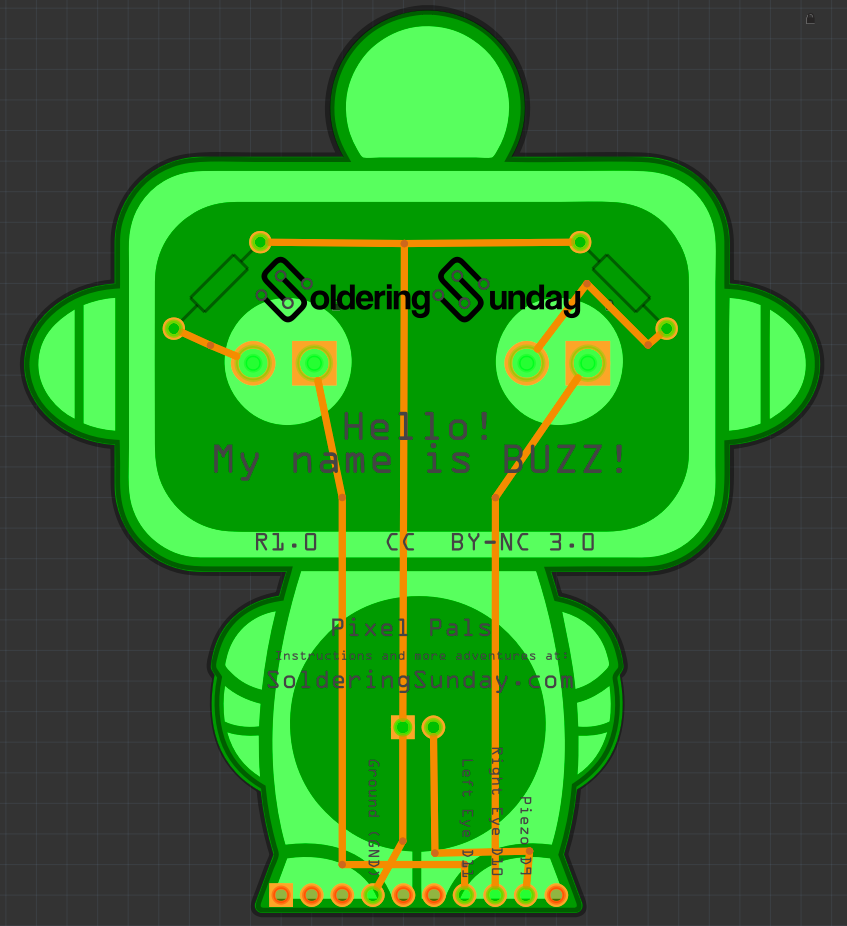 Soldering Sunday
Hello!
My name is BUZZ!
R1.0 CC BY-NC 3.0
Pixel Pals
Instructions and more adventures at:
SolderingSunday.com
Ground (GND)
Left Eye D11
Right Eye D10
Piezo D9